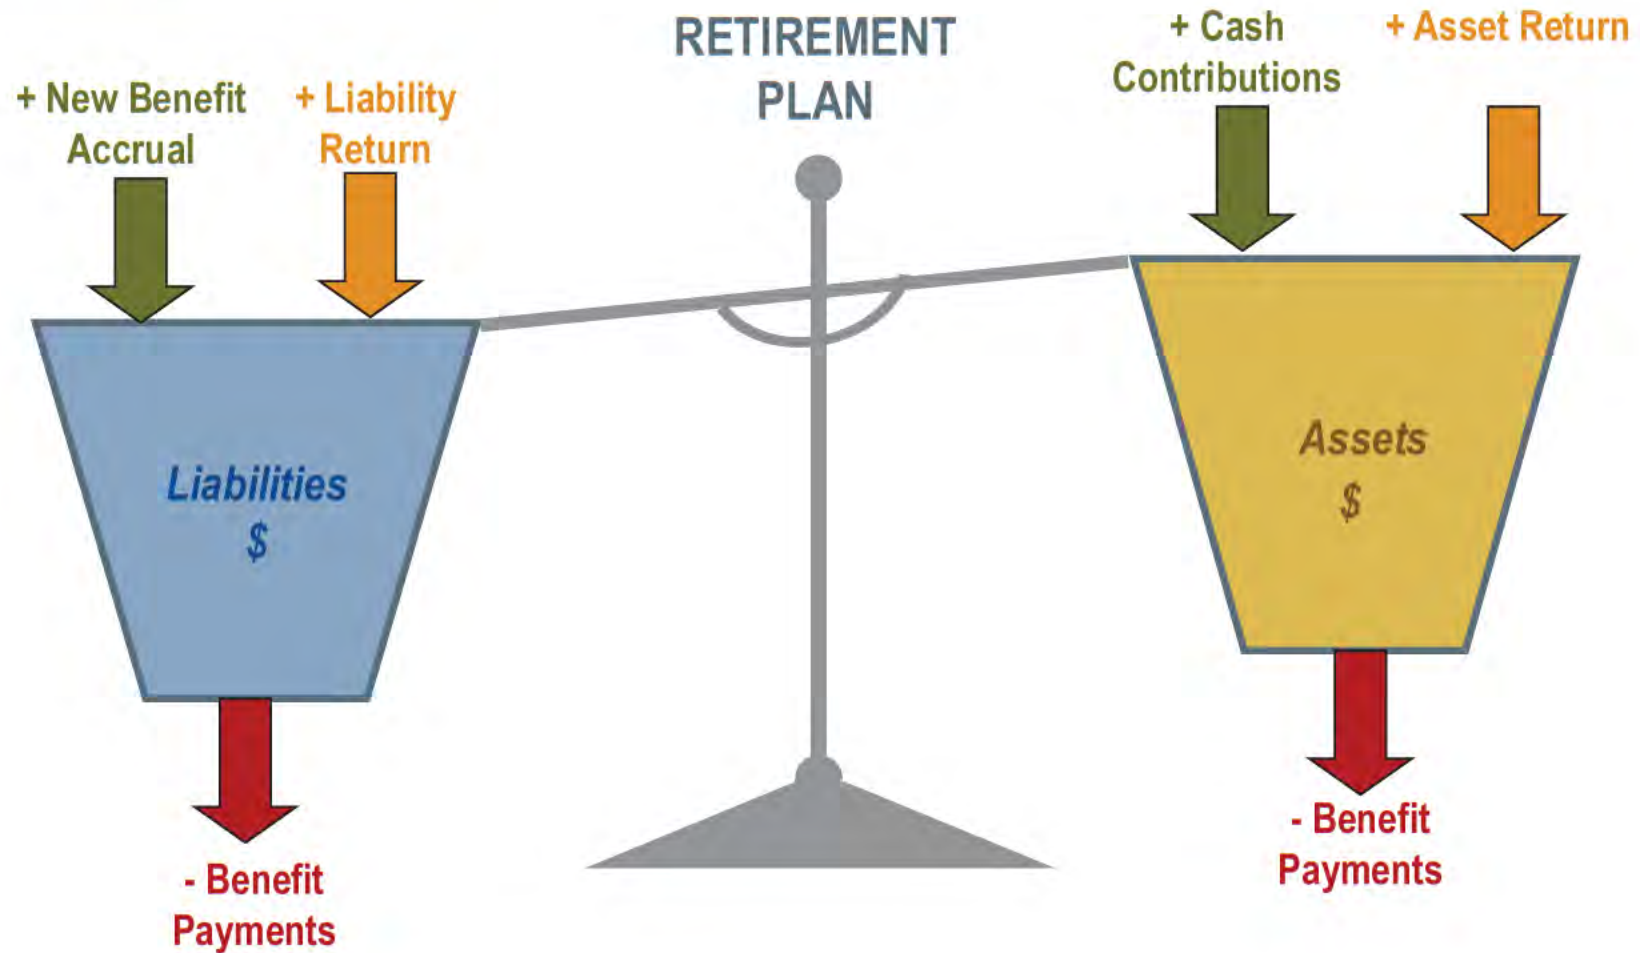 RETIREMENT
PLAN
+ New Benefit
Accrual
+ Liability
Return
+ Cash
Contributions
+ Asset Return
Liabilities
$
Assets
$
- Benefit
Payments
- Benefit
Payments